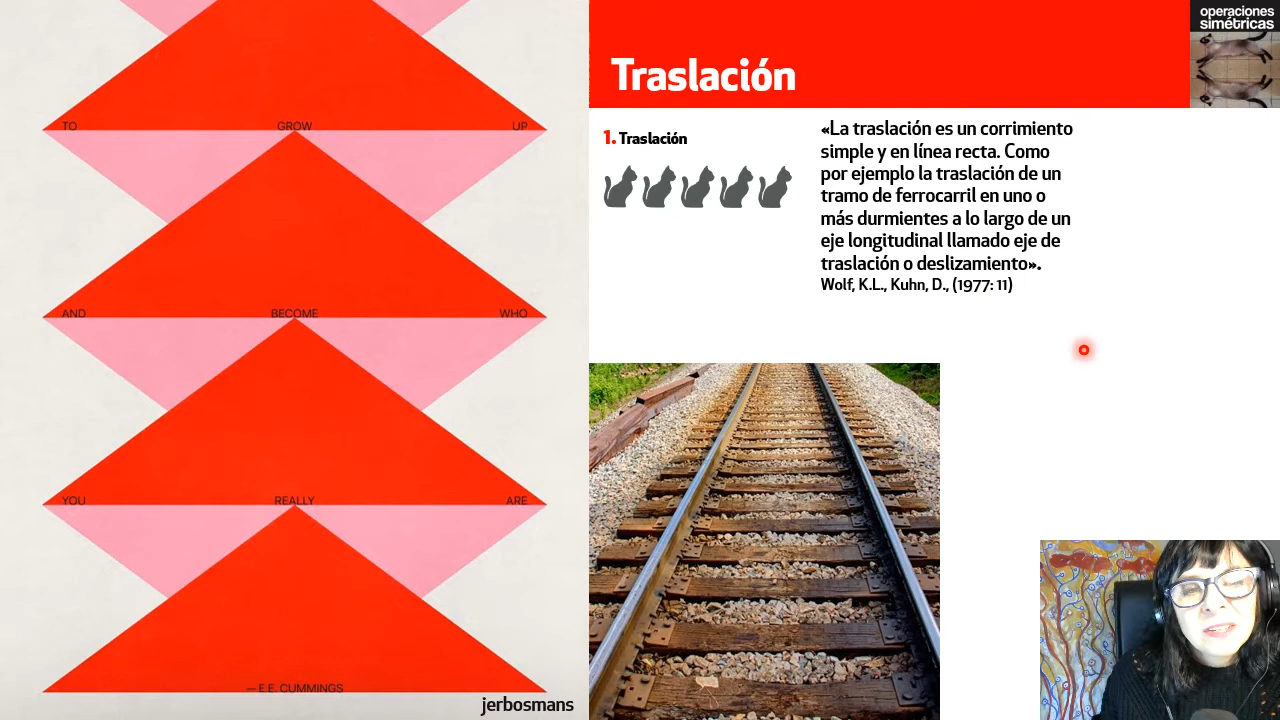 TO GROW UP
AND BECOME WHO
YOU REALLY ARE
— E.E. CUMMINGS
jerbosmans
Traslación
operaciones
simétricas
1. Traslación
«La traslación es un corrimiento
simple y en línea recta. Como
por ejemplo la traslación de un
tramo de ferrocarril en uno o
más durmientes a lo largo de un
eje longitudinal llamado eje de
traslación o deslizamiento».
Wolf, K.L., Kuhn, D., (1977: 11)